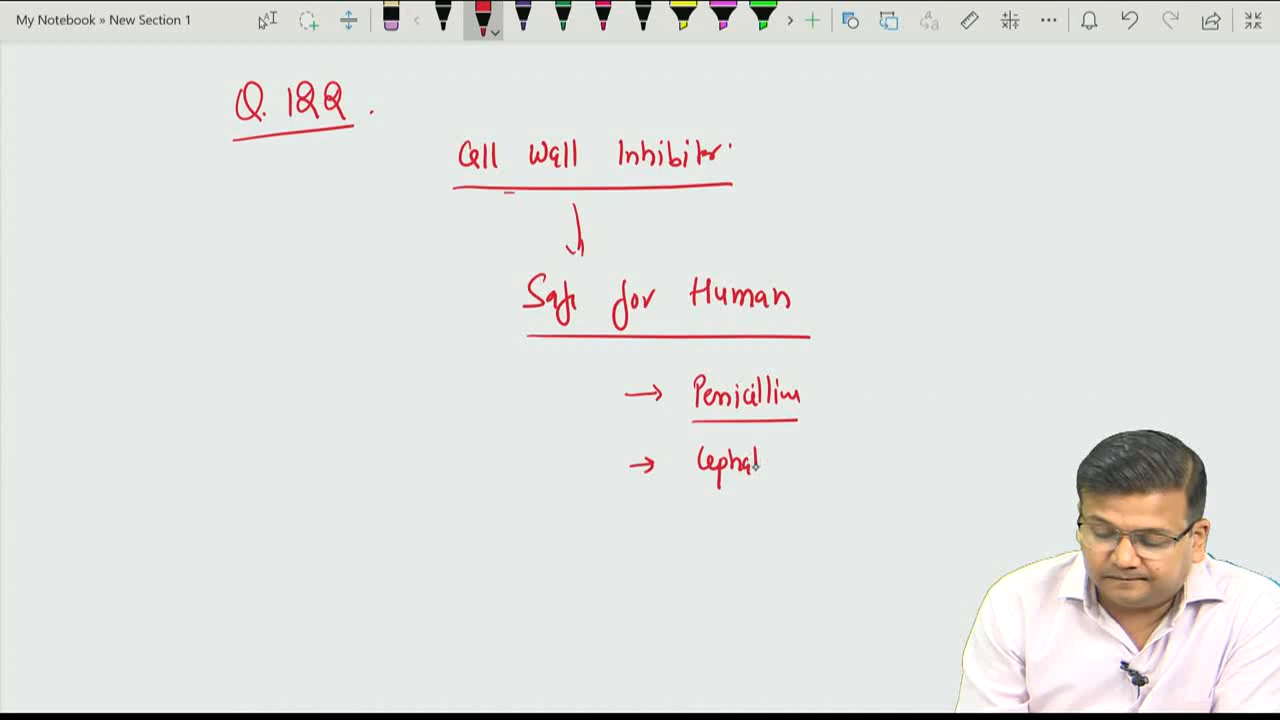 My Notebook » New Section 1
Q. 122.
Cell Wall Inhibitor
Safe for Human
→ Penicillin
→ Cephal